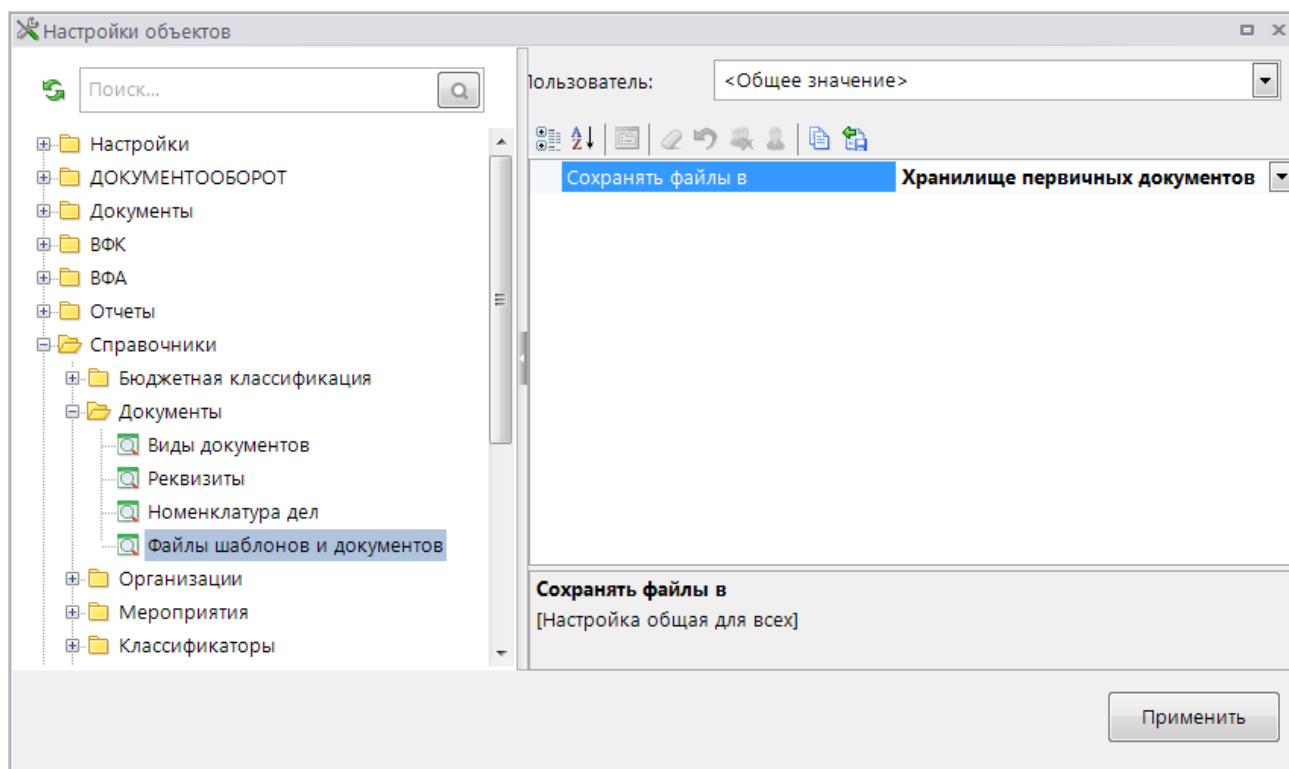 Настройки объектов
Поиск...
Настройки
ДОКУМЕНТООБОРОТ
Документы
ВФК
ВФА
Отчеты
Справочники
Бюджетная классификация
Документы
Виды документов
Реквизиты
Номенклатура дел
Файлы шаблонов и документов
Организации
Мероприятия
Классификаторы
Пользователь:
<Общее значение>
Сохранять файлы в
Хранилище первичных документов
Сохранять файлы в
[Настройка общая для всех]
Применить